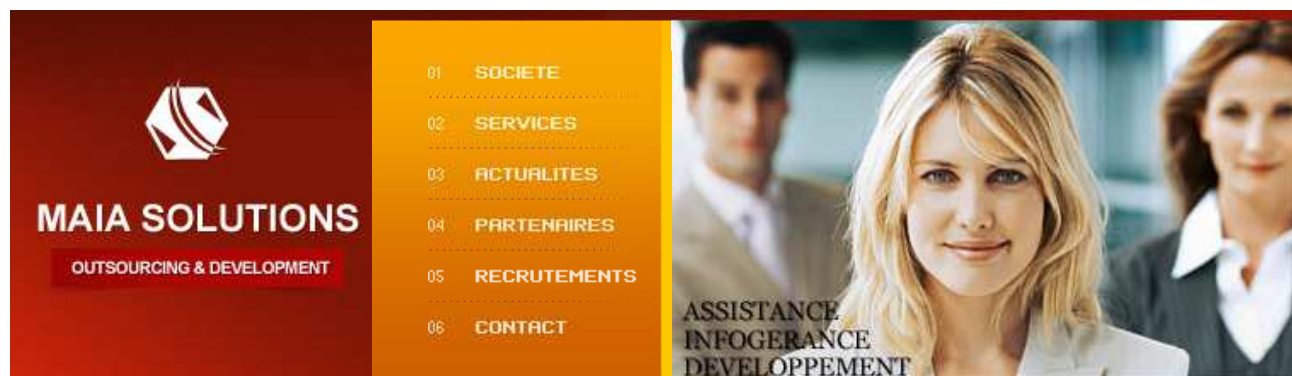 MAIA SOLUTIONS
OUTSOURCING & DEVELOPMENT
01 SOCIETE
02 SERVICES
03 ACTUALITES
04 PARTENAIRES
05 RECRUTEMENTS
06 CONTACT
ASSISTANCE
INFOGERANCE
DEVELOPPEMENT